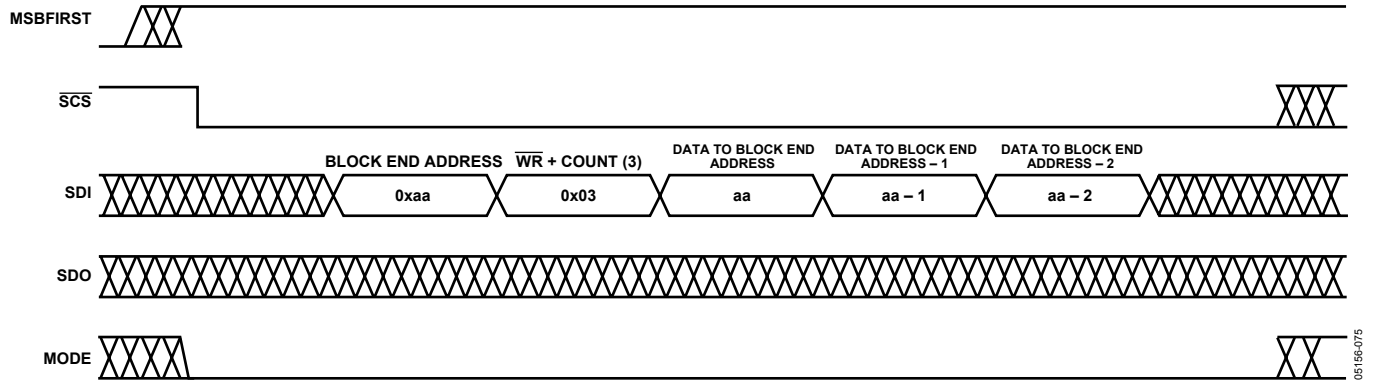 MSBFIRST
SCS
BLOCK END ADDRESS
WR + COUNT (3)
DATA TO BLOCK END
ADDRESS
DATA TO BLOCK END
ADDRESS – 1
DATA TO BLOCK END
ADDRESS – 2
SDI
0xaa
0x03
aa
aa – 1
aa – 2
SDO
MODE
05156-075